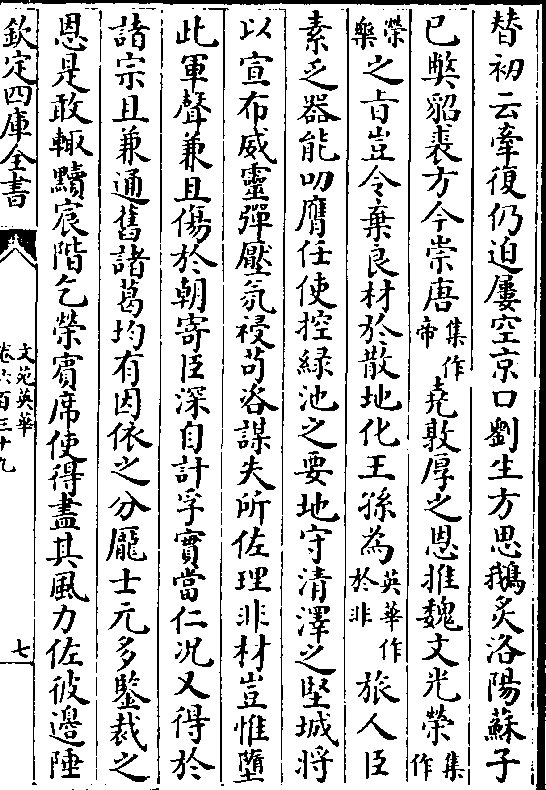 替初云牽復仍迫屢空京口劉生方思鵝炙洛陽蘇子
已弊貂裘方今崇唐集作帝堯敦厚之恩推魏文光榮集作
榮樂之旨豈令棄良材於散地化王孫為英華作於非旅人臣
素乏器能叨膺任使控緑池之要地守清澤之堅城將
以宣布威靈彈壓氛祲苟洛謀失所佐理非材豈惟墮
此軍聲兼且傷於朝寄臣深自計孚實當仁况又得於
諸宗且兼通舊諸葛均有因依之分龎士元多鑒裁之
恩是敢輙黷宸階乞榮賓席使得盡其風力佐彼邊陲
欽定四庫全書
文苑英華
卷六百三十九
七